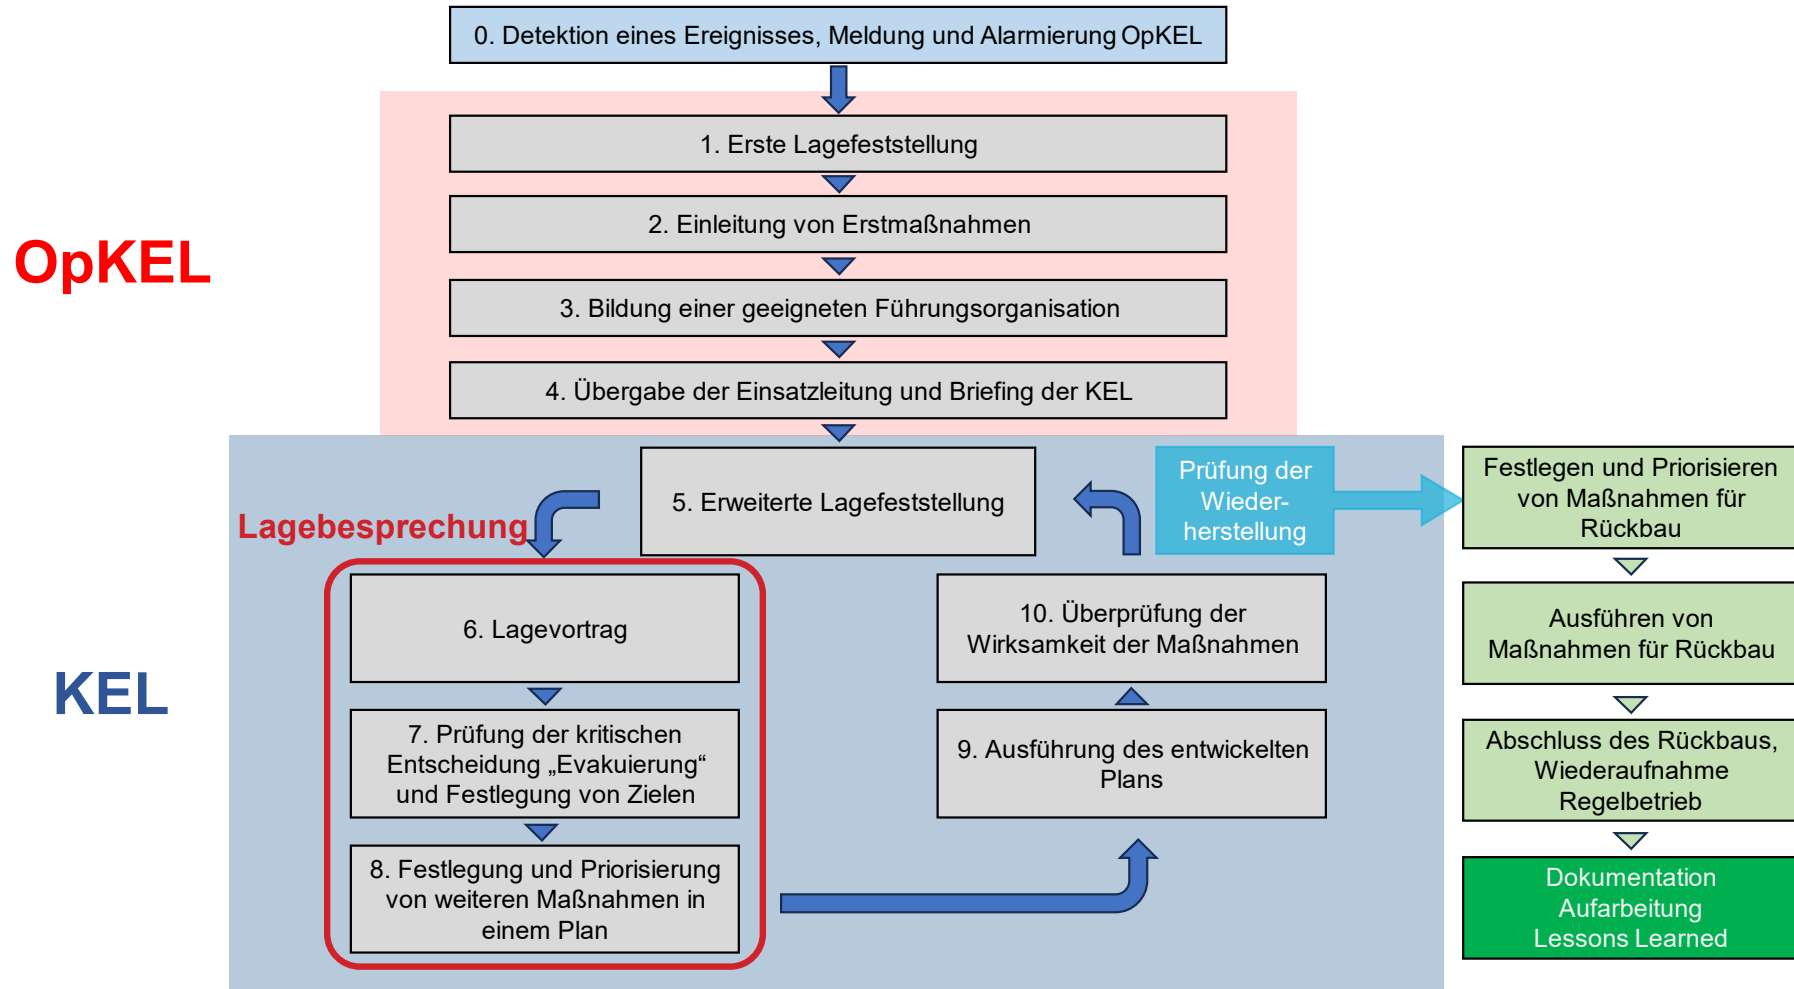 0. Detektion eines Ereignisses, Meldung und Alarmierung OpKEL
OpKEL
1. Erste Lagefeststellung
2. Einleitung von Erstmaßnahmen
3. Bildung einer geeigneten Führungsorganisation
4. Übergabe der Einsatzleitung und Briefing der KEL
KEL
5. Erweiterte Lagefeststellung
Lagebesprechung
6. Lagevortrag
7. Prüfung der kritischen
Entscheidung „Evakuierung“
und Festlegung von Zielen
8. Festlegung und Priorisierung
von weiteren Maßnahmen in
einem Plan
9. Ausführung des entwickelten
Plans
10. Überprüfung der
Wirksamkeit der Maßnahmen
Prüfung der
Wieder-
herstellung
Festlegen und Priorisieren
von Maßnahmen für
Rückbau
Ausführen von
Maßnahmen für Rückbau
Abschluss des Rückbaus,
Wiederaufnahme
Regelbetrieb
Dokumentation
Aufarbeitung
Lessons Learned